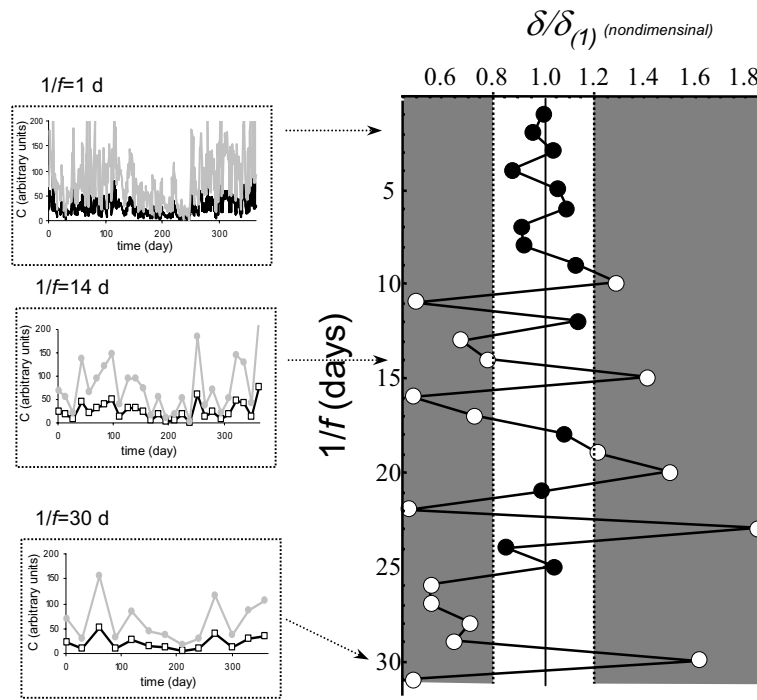 δ/δ(1) (nondimensinal)
0.6 0.8 1.0 1.2 1.4 1.6 1.8
1/f=1 d
C (arbitrary units)
200
150
100
50
0
0 100 200 300
time (day)
1/f=14 d
C (arbitrary units)
200
150
100
50
0
0 100 200 300
time (day)
1/f=30 d
C (arbitrary units)
200
150
100
50
0
0 100 200 300
time (day)
1/f (days)
5
10
15
20
25
30